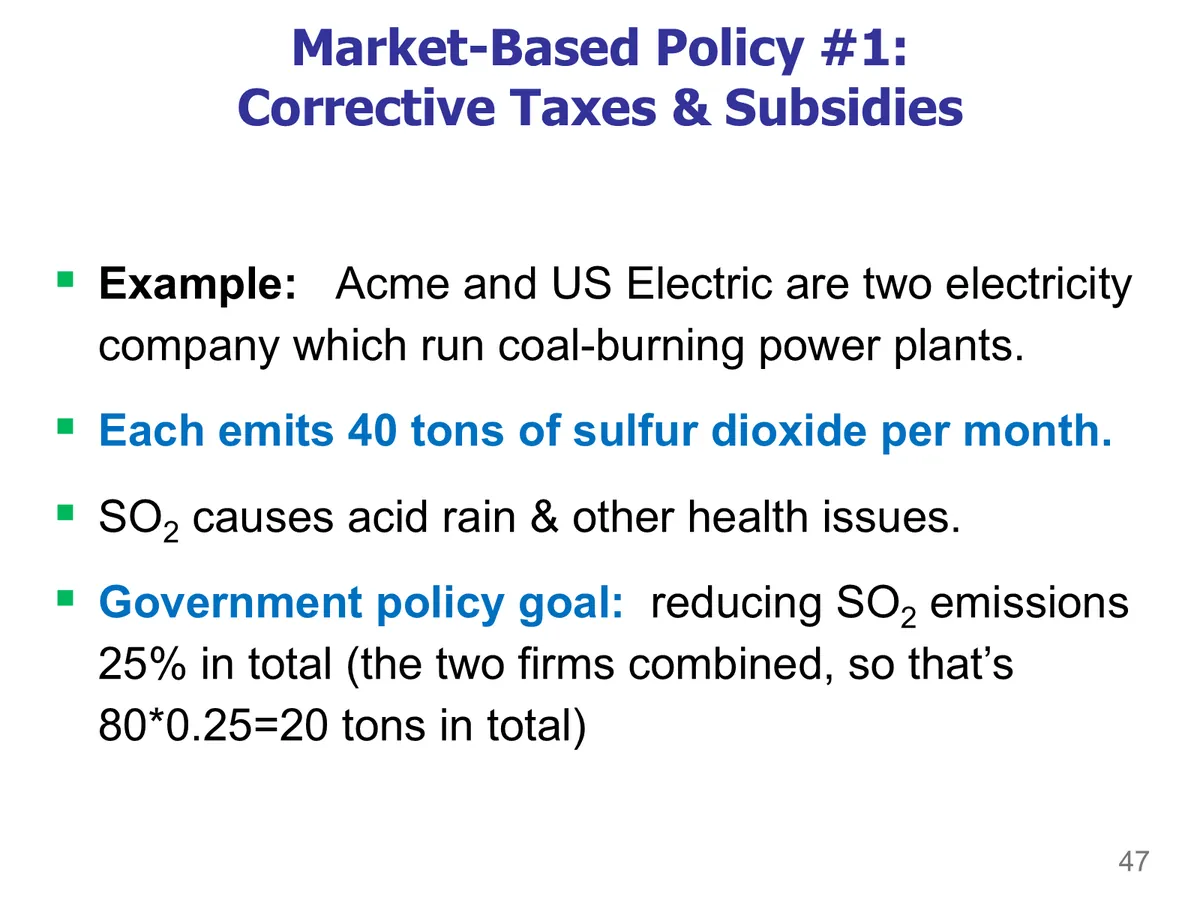 Market-Based Policy #1:
Corrective Taxes & Subsidies
▪ Example: Acme and US Electric are two electricity
company which run coal-burning power plants.
▪ Each emits 40 tons of sulfur dioxide per month.
▪ SO₂ causes acid rain & other health issues.
▪ Government policy goal: reducing SO₂ emissions
25% in total (the two firms combined, so that’s
80*0.25=20 tons in total)
47